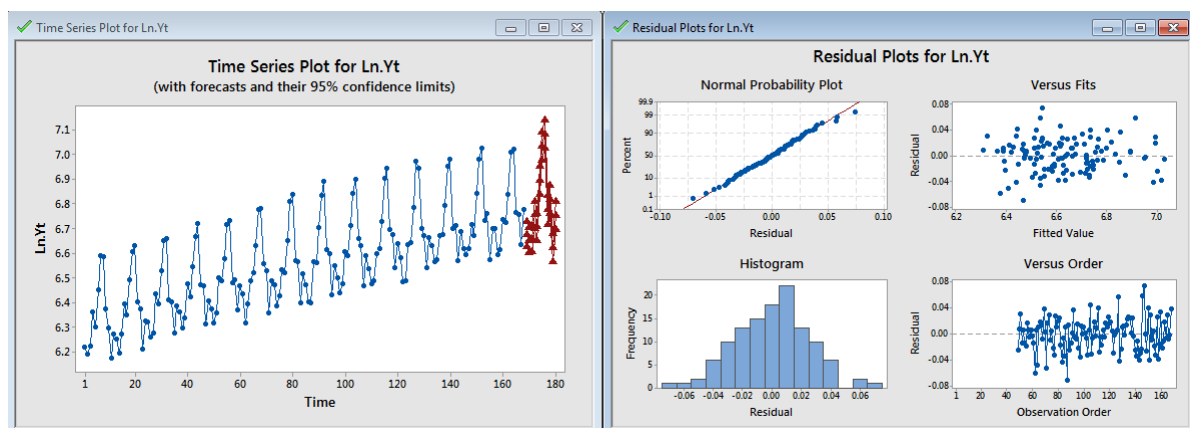 Time Series Plot for Ln.Yt
Time Series Plot for Ln.Yt
(with forecasts and their 95% confidence limits)
Ln.Yt
7.1
7.0
6.9
6.8
6.7
6.6
6.5
6.4
6.3
6.2
1 20 40 60 80 100 120 140 160 180
Time
Residual Plots for Ln.Yt
Residual Plots for Ln.Yt
Normal Probability Plot
Percent
99.9
99
90
50
10
1
0.1
-0.10 -0.05 0.00 0.05 0.10
Residual
Versus Fits
Residual
0.08
0.04
0.00
-0.04
-0.08
6.2 6.4 6.6 6.8 7.0
Fitted Value
Histogram
Frequency
20
15
10
5
0
-0.06 -0.04 -0.02 0.00 0.02 0.04 0.06
Residual
Versus Order
Residual
0.08
0.04
0.00
-0.04
-0.08
1 20 40 60 80 100 120 140 160
Observation Order